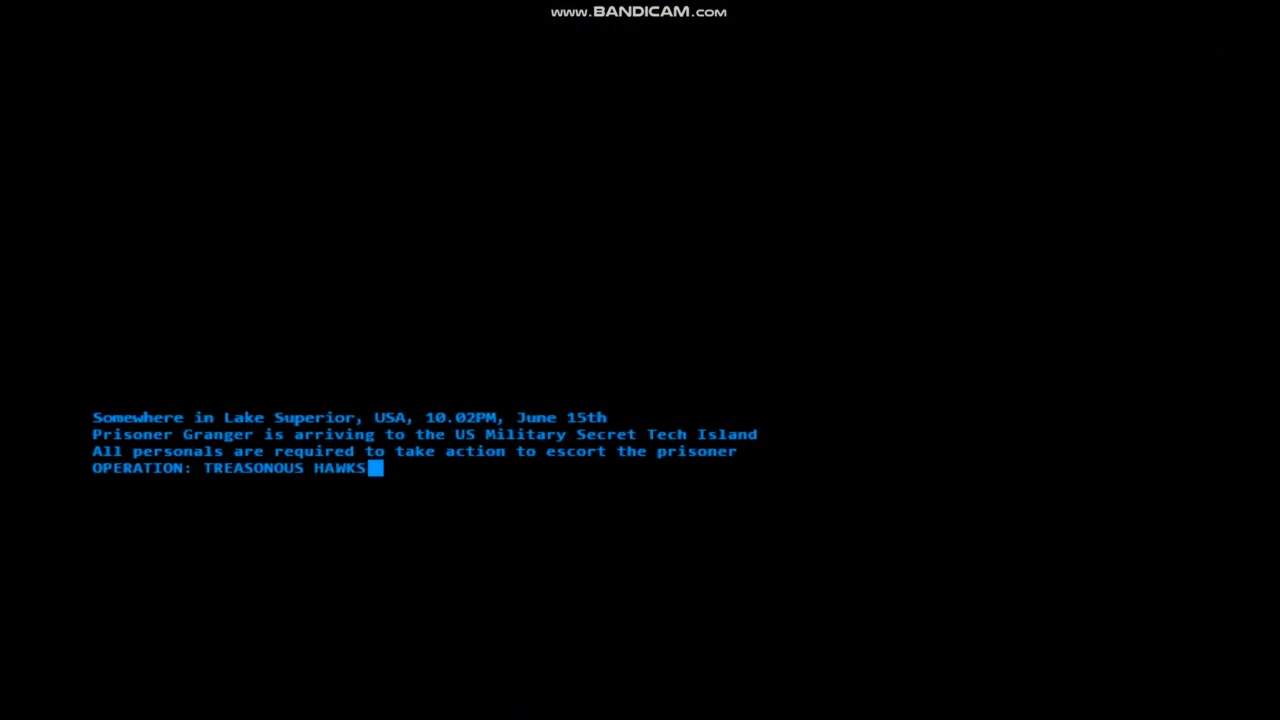 www.BANDICAM.com
Somewhere in Lake Superior, USA, 10.02PM, June 15th
Prisoner Granger is arriving to the US Military Secret Tech Island
All personals are required to take action to escort the prisoner
OPERATION: TREASONOUS HAWKS